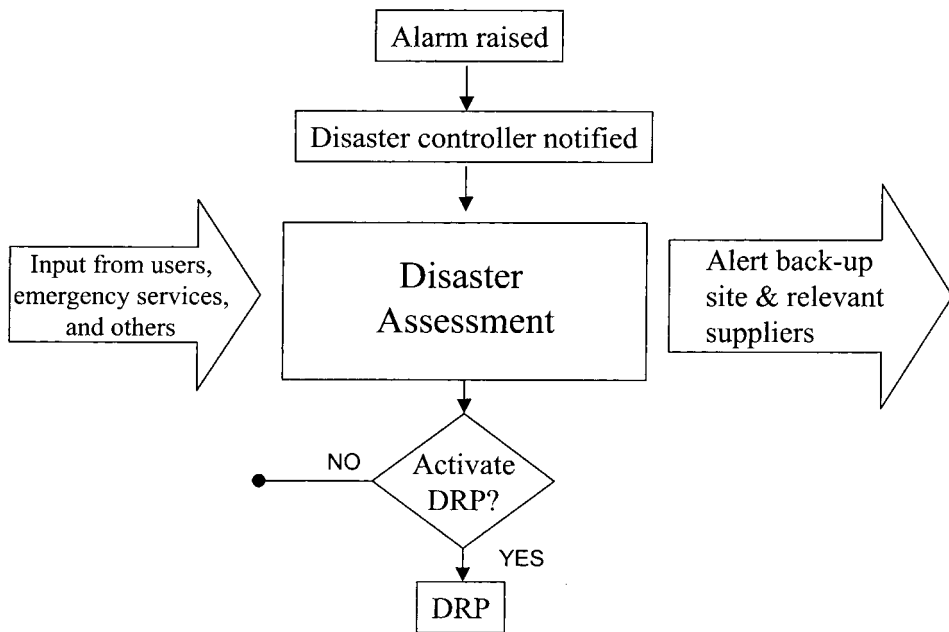 Alarm raised
Disaster controller notified
Input from users,
emergency services,
and others
Disaster
Assessment
Alert back-up
site & relevant
suppliers
NO
Activate
DRP?
YES
DRP